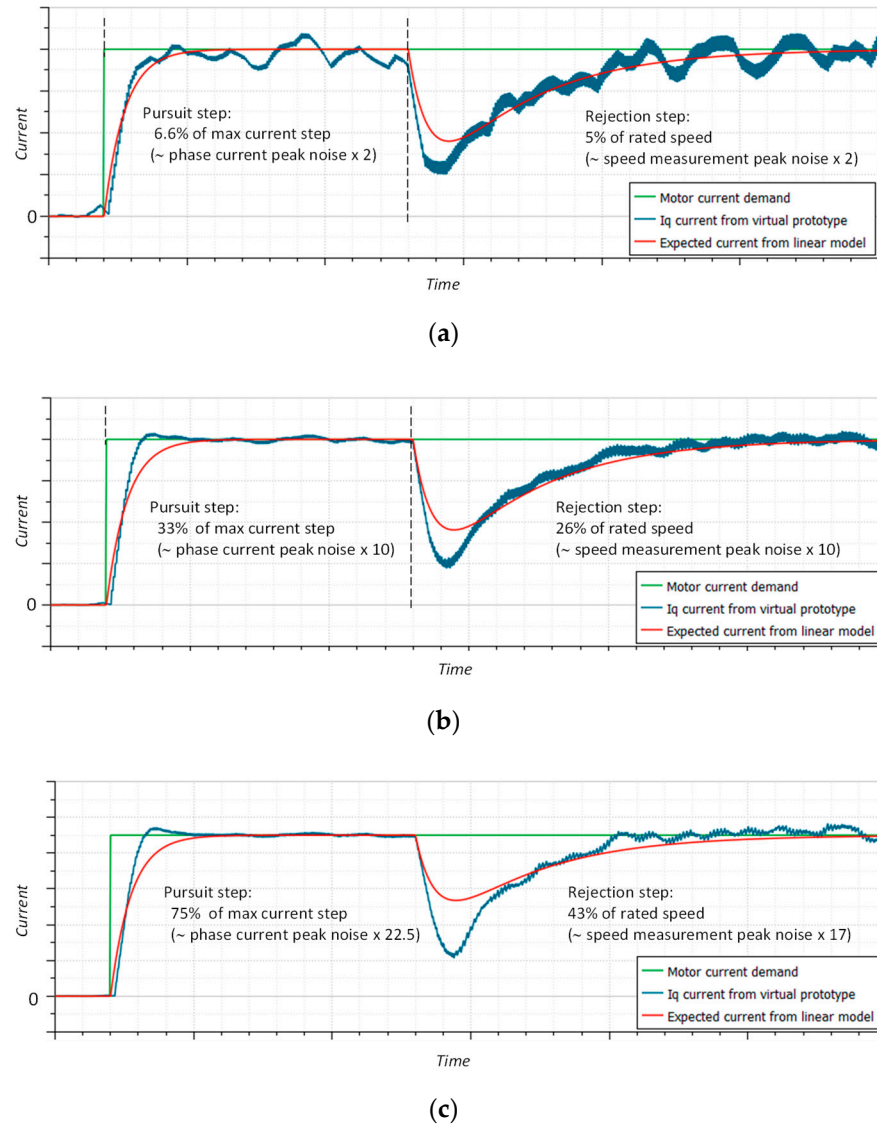 Current
Pursuit step:
6.6% of max current step
(~ phase current peak noise x 2)
Rejection step:
5% of rated speed
(~ speed measurement peak noise x 2)
Motor current demand
Iq current from virtual prototype
Expected current from linear model
0
Time
(a)
Current
Pursuit step:
33% of max current step
(~ phase current peak noise x 10)
Rejection step:
26% of rated speed
(~ speed measurement peak noise x 10)
Motor current demand
Iq current from virtual prototype
Expected current from linear model
0
Time
(b)
Current
Pursuit step:
75% of max current step
(~ phase current peak noise x 22.5)
Rejection step:
43% of rated speed
(~ speed measurement peak noise x 17)
Motor current demand
Iq current from virtual prototype
Expected current from linear model
0
Time
(c)